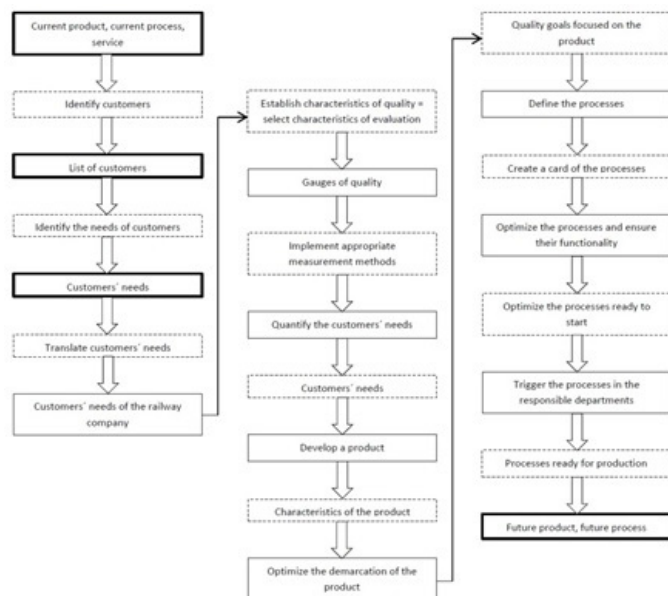 Current product, current process,
service
Identify customers
List of customers
Identify the needs of customers
Customers´ needs
Translate customers´ needs
Customers´ needs of the railway
company
Establish characteristics of quality =
select characteristics of evaluation
Gauges of quality
Implement appropriate
measurement methods
Quantify the customers´ needs
Customers´ needs
Develop a product
Characteristics of the product
Optimize the demarcation of the
product
Quality goals focused on the
product
Define the processes
Create a card of the processes
Optimize the processes and ensure
their functionality
Optimize the processes ready to
start
Trigger the processes in the
responsible departments
Processes ready for production
Future product, future process